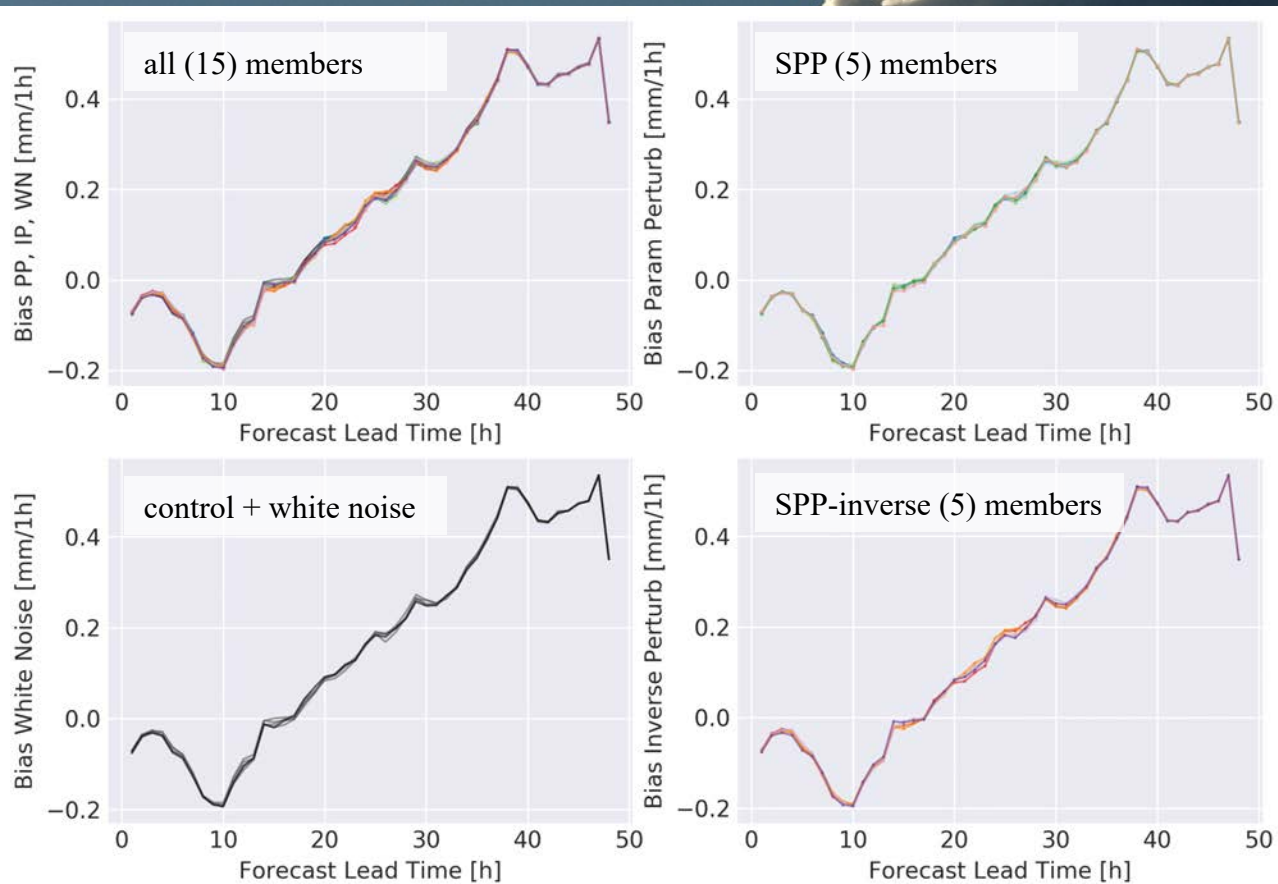 all (15) members
Bias PP, IP, WN [mm/1h]
0.4
0.2
0.0
−0.2
0 10 20 30 40 50
Forecast Lead Time [h]
SPP (5) members
Bias Param Perturb [mm/1h]
0.4
0.2
0.0
−0.2
0 10 20 30 40 50
Forecast Lead Time [h]
control + white noise
Bias White Noise [mm/1h]
0.4
0.2
0.0
−0.2
0 10 20 30 40 50
Forecast Lead Time [h]
SPP-inverse (5) members
Bias Inverse Perturb [mm/1h]
0.4
0.2
0.0
−0.2
0 10 20 30 40 50
Forecast Lead Time [h]